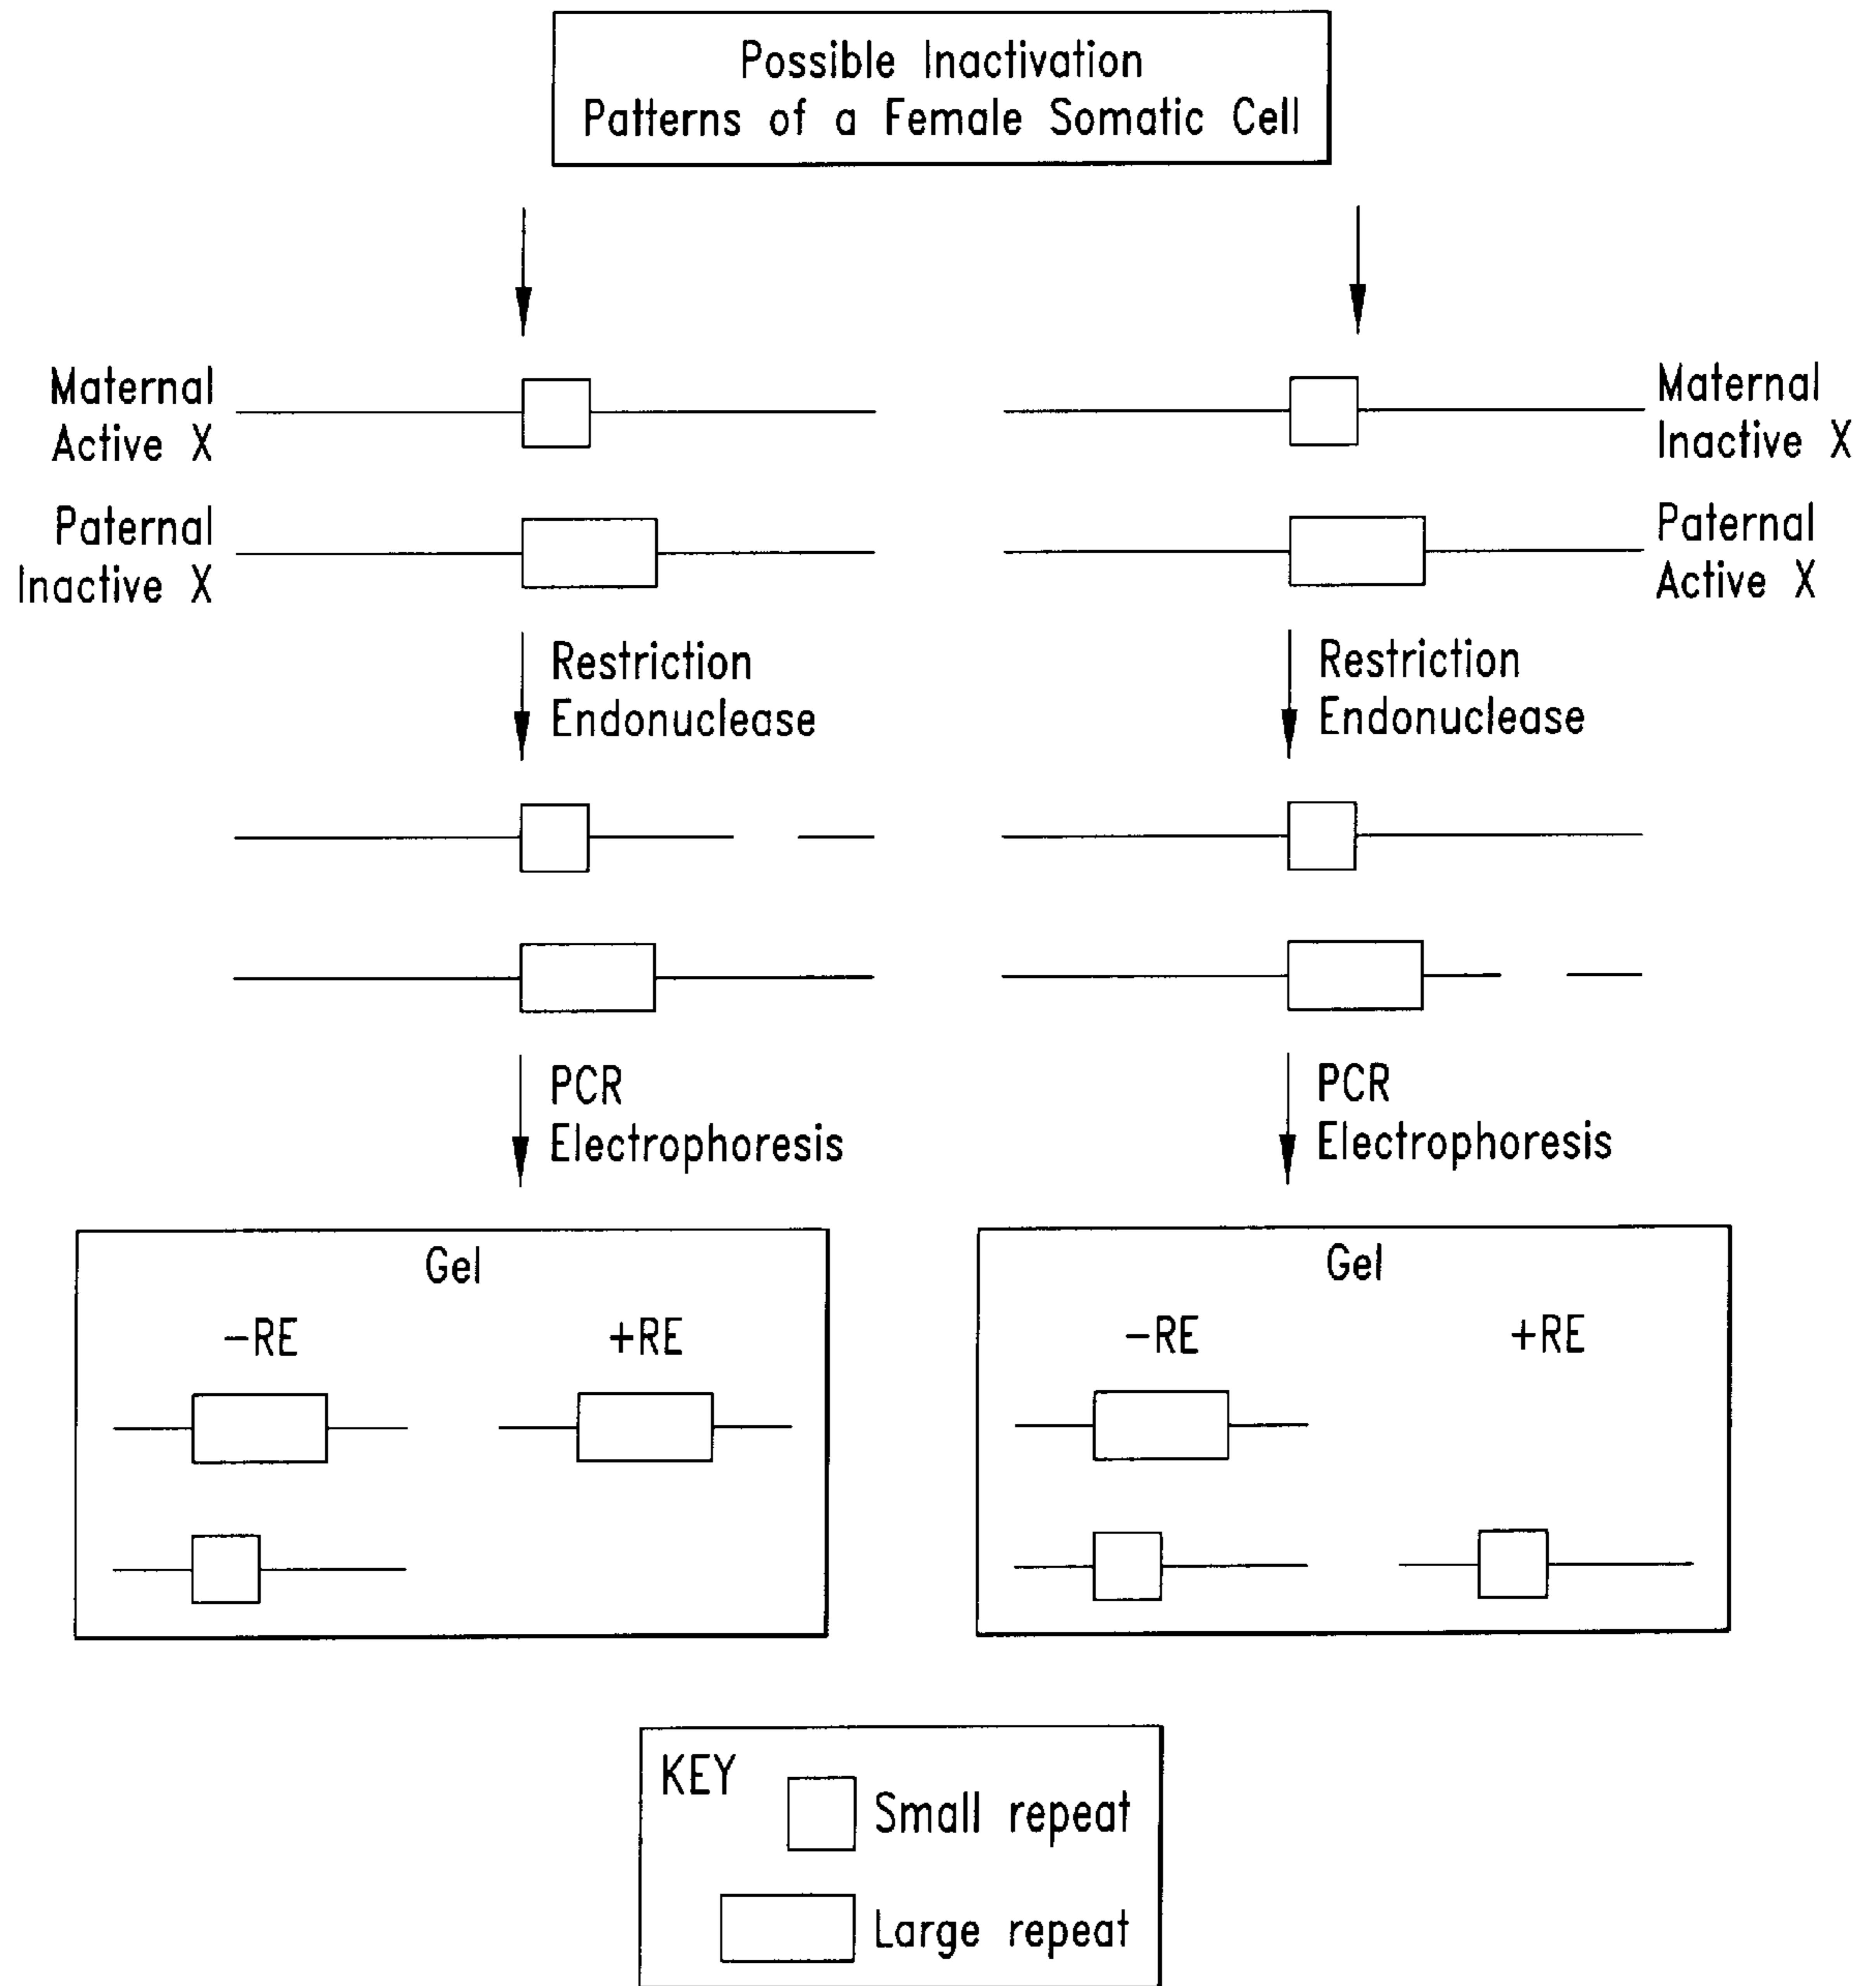 Possible Inactivation
Patterns of a Female Somatic Cell
Maternal
Active X
Maternal
Inactive X
Paternal
Inactive X
Paternal
Active X
Restriction
Endonuclease
Restriction
Endonuclease
PCR
Electrophoresis
PCR
Electrophoresis
Gel
-RE +RE
Gel
-RE +RE
KEY
Small repeat
Large repeat